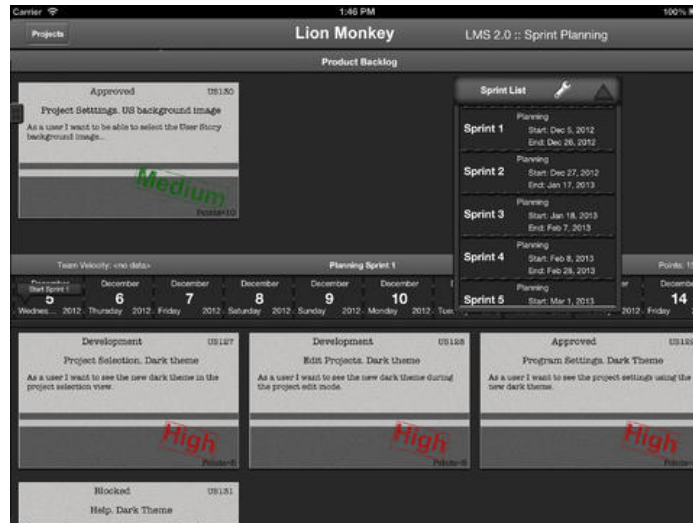 Carrier 1:46 PM 100%
Projects Lion Monkey LMS 2.0 :: Sprint Planning
Product Backlog
Approved US130
Project Setttings. US background image
As a user I want to be able to select the User Story
background image...
Medium
Points=10
Sprint List
Planning
Sprint 1 Start: Dec 5, 2012
End: Dec 26, 2012
Planning
Sprint 2 Start: Dec 27, 2012
End: Jan 17, 2013
Planning
Sprint 3 Start: Jan 18, 2013
End: Feb 7, 2013
Planning
Sprint 4 Start: Feb 8, 2013
End: Feb 28, 2013
Planning
Sprint 5 Start: Mar 1, 2013
Team Velocity: <no data> Planning Sprint 1 Points:
December December December December December December
Start Sprint 1
5 6 7 8 9 10 14
Wednes... 2012 Thursday 2012 Friday 2012 Saturday 2012 Sunday 2012 Monday 2012 Friday
Development US127
Project Selection. Dark theme
As a user I want to see the new dark theme in the
project selection view.
High
Development US128
Edit Projects. Dark theme
As a user I want to see the new dark theme during
the project edit mode.
High
Approved
Program Settings. Dark Theme
As a user I want to see the project settings using the
new dark theme.
High
Blocked US131
Help. Dark Theme